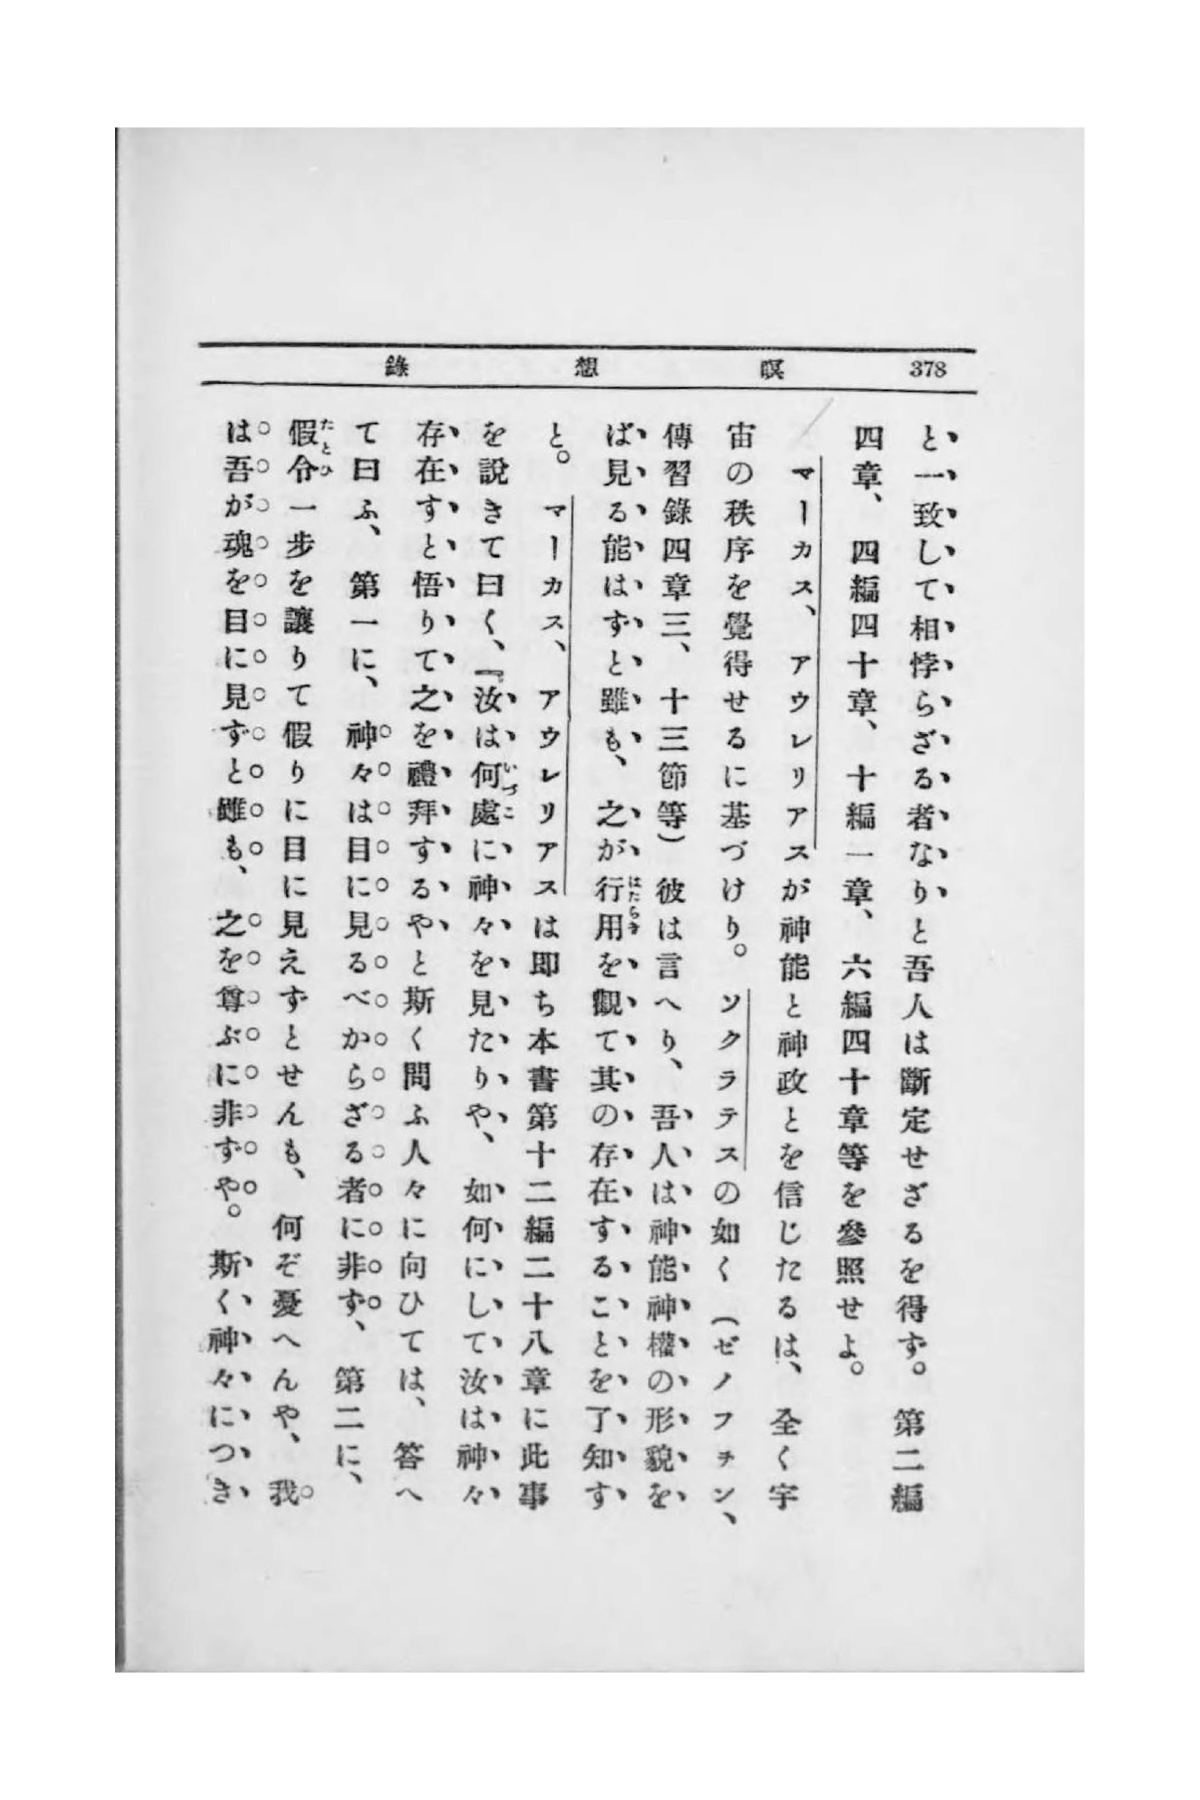 378 瞑想錄
と一致して相悖らざる者なりと吾人は斷定せざるを得ず。第二編
四章、四編四十章、十編一章、六編四十章等を參照せよ。
マーカス、アウレリアスが神能と神政とを信じたるは、全く宇
宙の秩序を覺得せるに基づけり。ソクラテスの如く(ゼノフォン、
傳習錄四章三、十三節等)彼は言へり、吾人は神能神權の形貌を
ば見る能はずと雖も、之が行用を觀て其の存在することを了知す
と。マーカス、アウレリアスは即ち本書第十二編二十八章に此事
を說きて曰く、『汝は何處に神々を見たりや、如何にして汝は神々
存在すと悟りて之を禮拜するやと斯く問ふ人々に向ひては、答へ
て曰ふ、第一に、神々は目に見るべからざる者に非ず、第二に、
假令一步を讓りて假りに目に見えずとせんも、何ぞ憂へんや、我
は吾が魂を目に見ずと雖も、之を尊ぶに非ずや。斯く神々につき